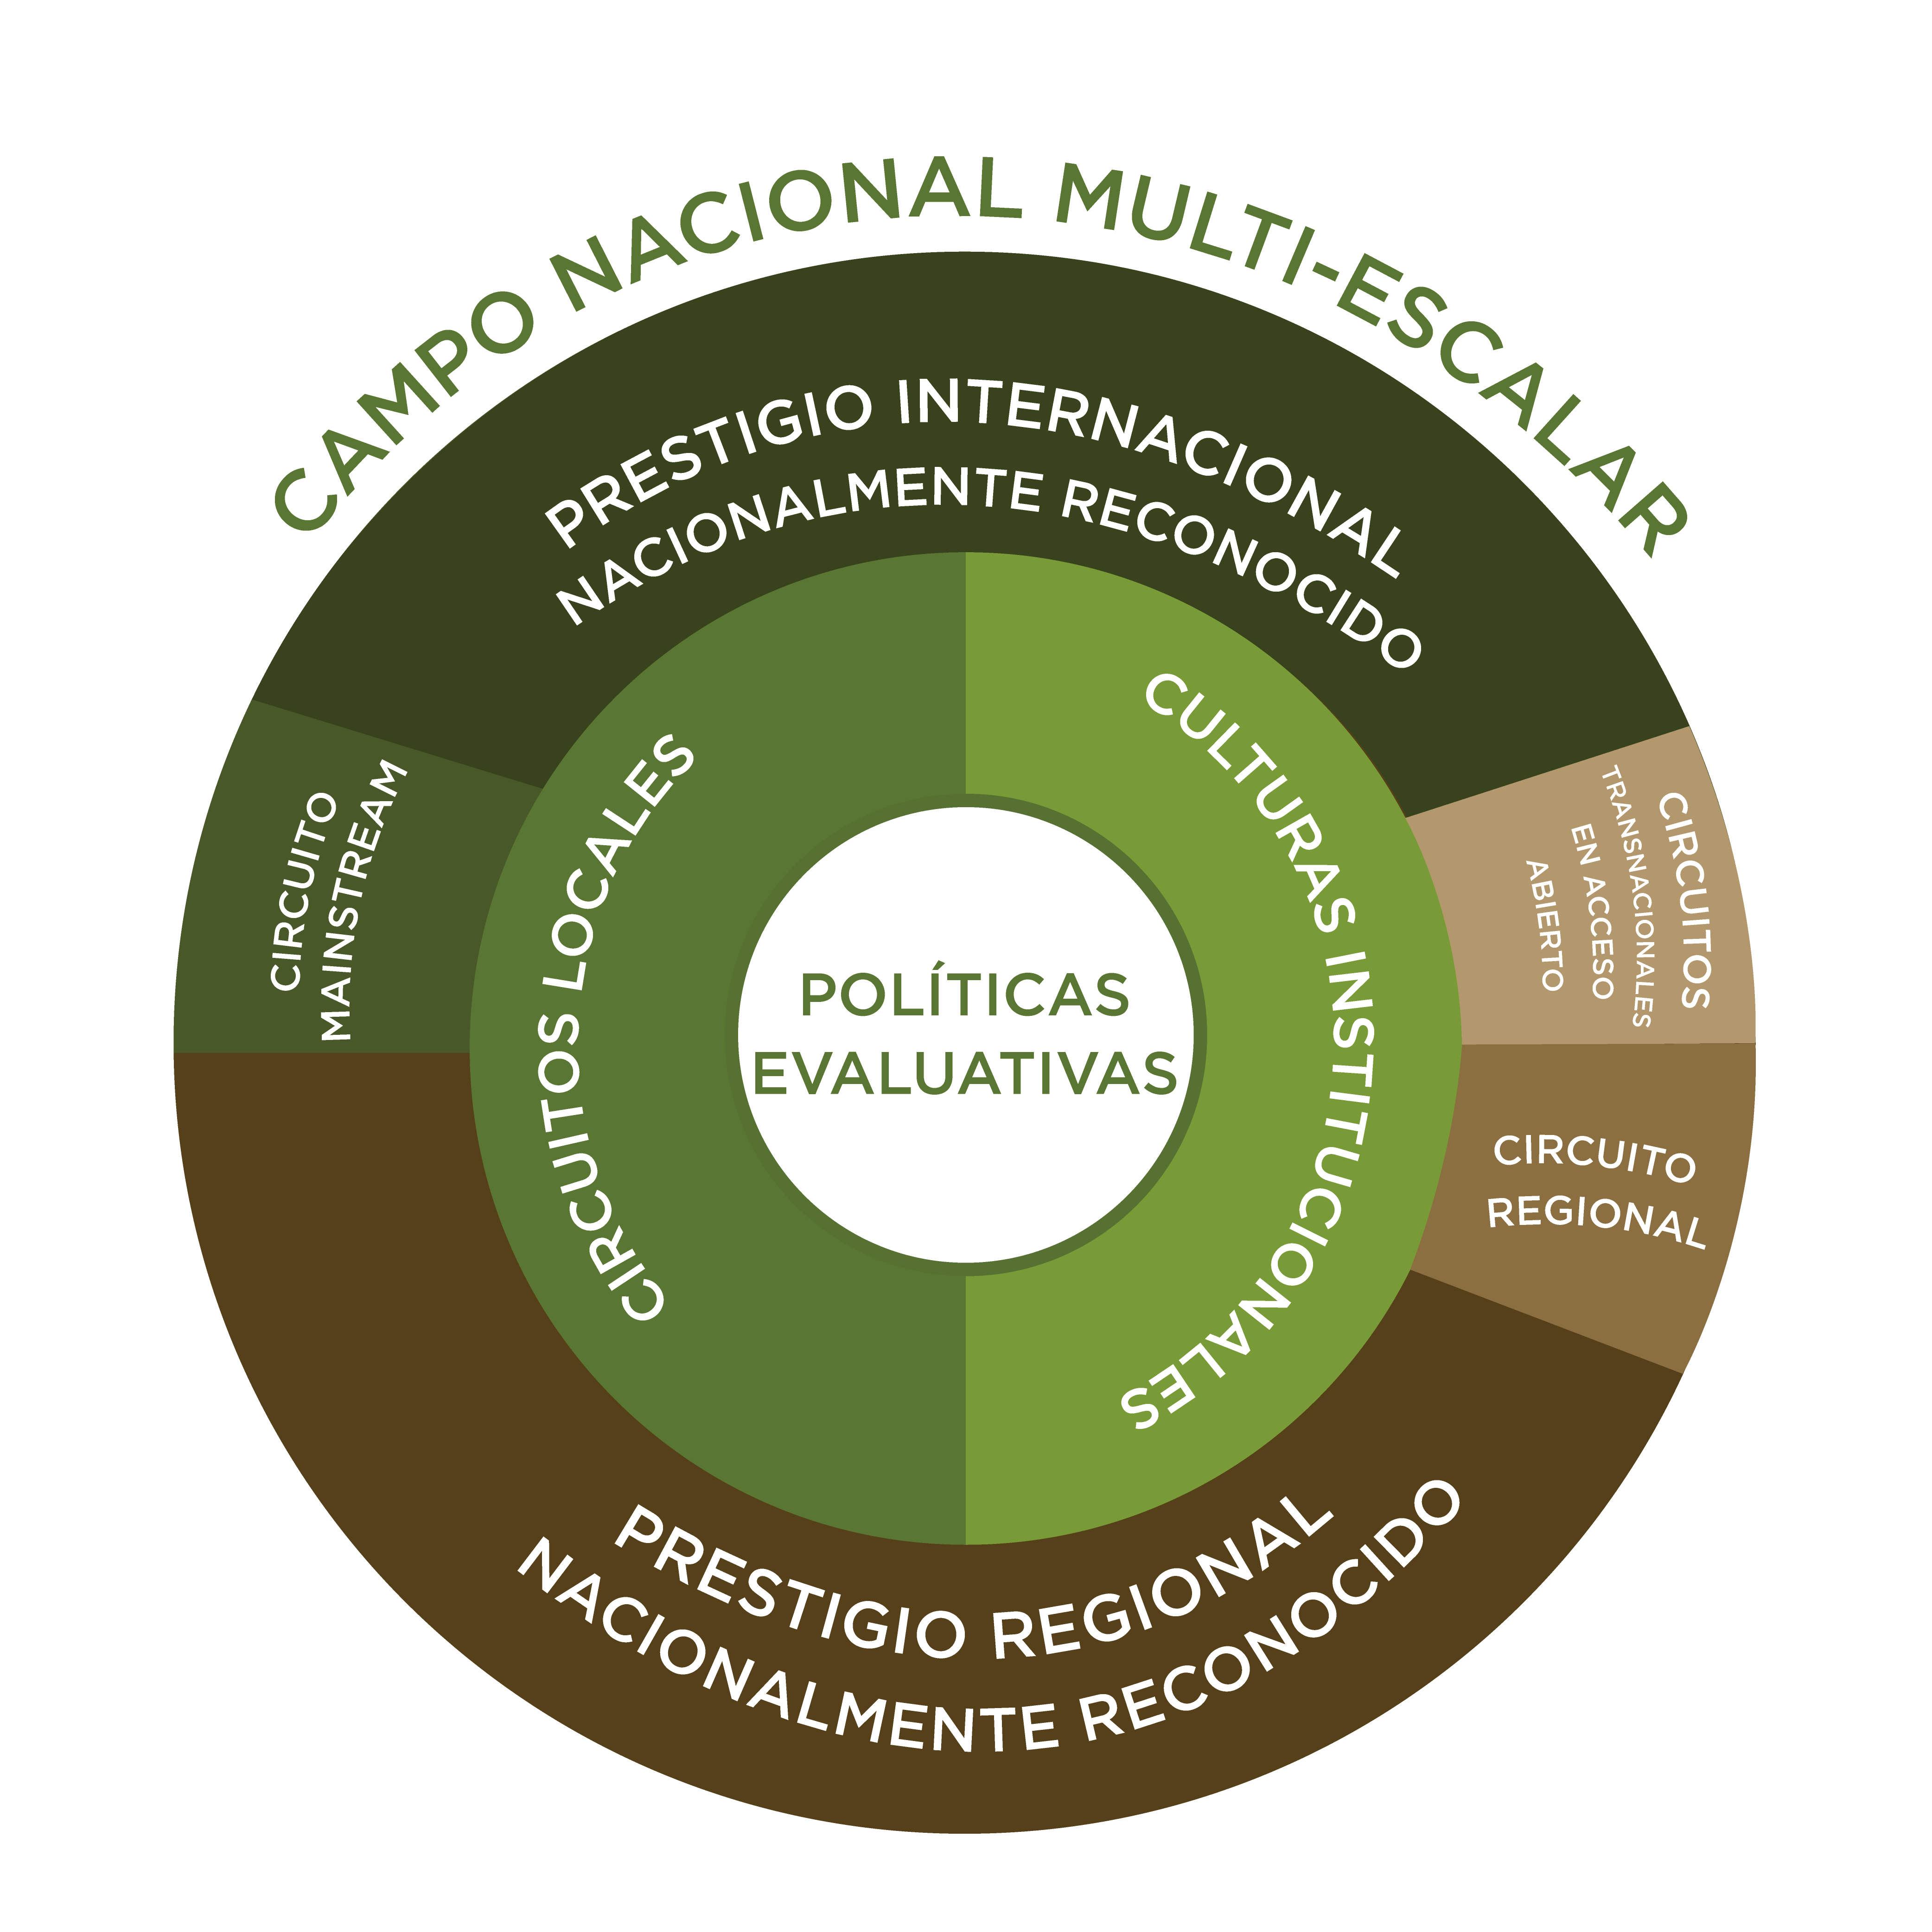 CAMPO NACIONAL MULTI-ESCALAR
PRESTIGIO INTERNACIONAL
NACIONALMENTE RECONOCIDO
CIRCUITO
MAINSTREAM
CIRCUITOS LOCALES
POLÍTICAS
EVALUATIVAS
CULTURAS INSTITUCIONALES
CIRCUITOS
TRANSNACIONALES
EN ACCESO
ABIERTO
CIRCUITO
REGIONAL
PRESTIGIO REGIONAL
NACIONALMENTE RECONOCIDO